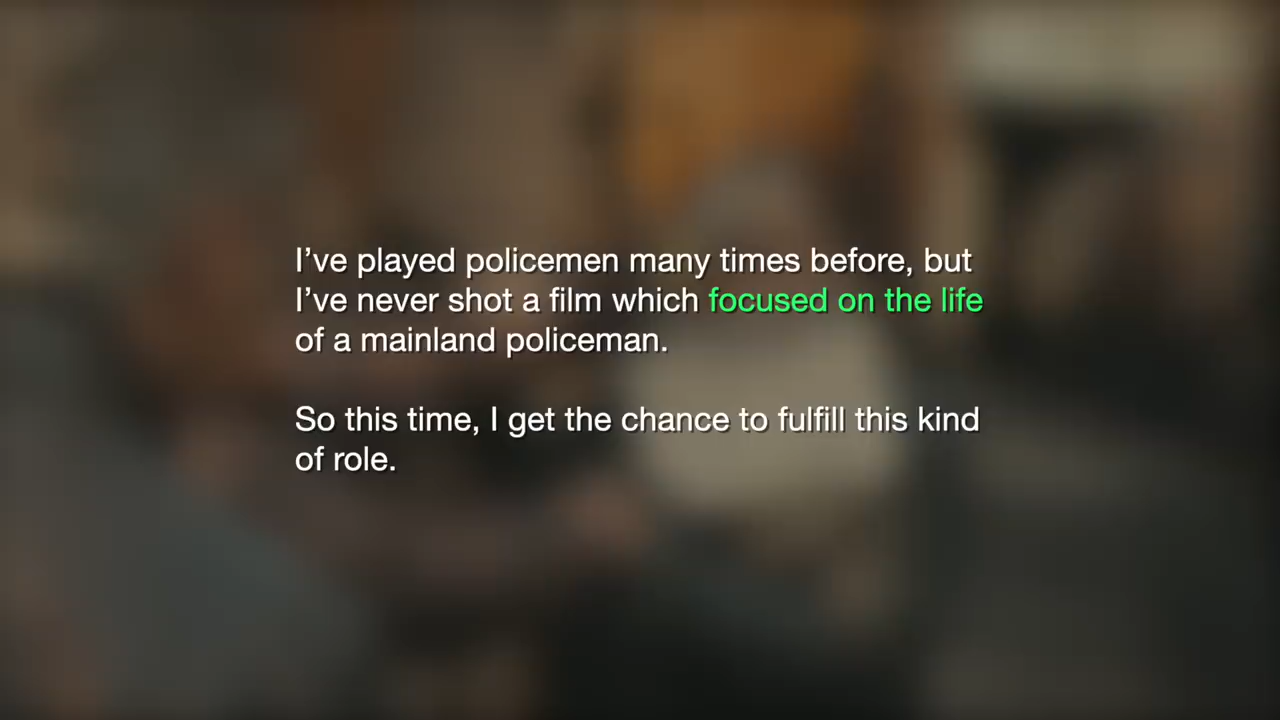 I’ve played policemen many times before, but
I’ve never shot a film which focused on the life
of a mainland policeman.
So this time, I get the chance to fulfill this kind
of role.